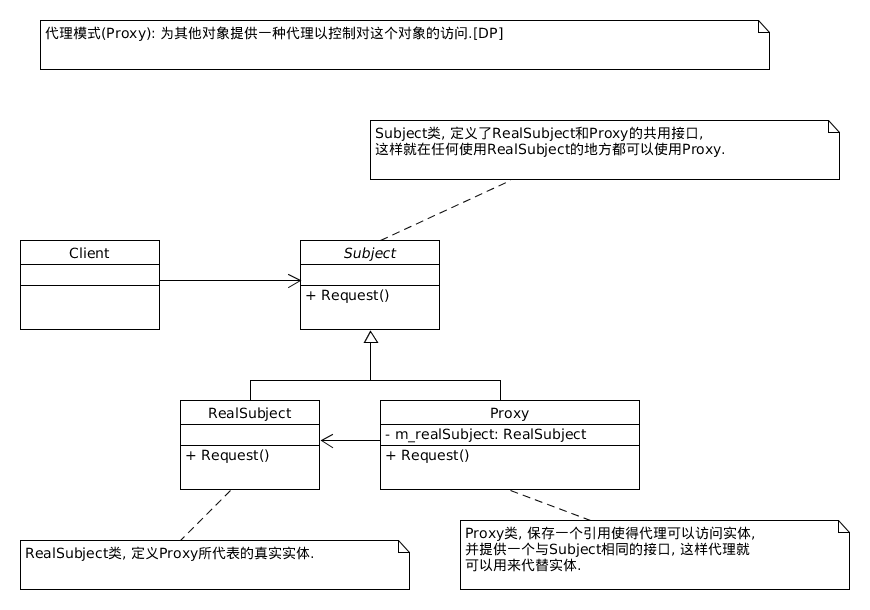 代理模式(Proxy): 为其他对象提供一种代理以控制对这个对象的访问.[DP]
Subject类, 定义了RealSubject和Proxy的共用接口,
这样就在任何使用RealSubject的地方都可以使用Proxy.
Client
Subject
+ Request()
RealSubject
+ Request()
Proxy
- m_realSubject: RealSubject
+ Request()
RealSubject类, 定义Proxy所代表的真实实体.
Proxy类, 保存一个引用使得代理可以访问实体,
并提供一个与Subject相同的接口, 这样代理就
可以用来代替实体.